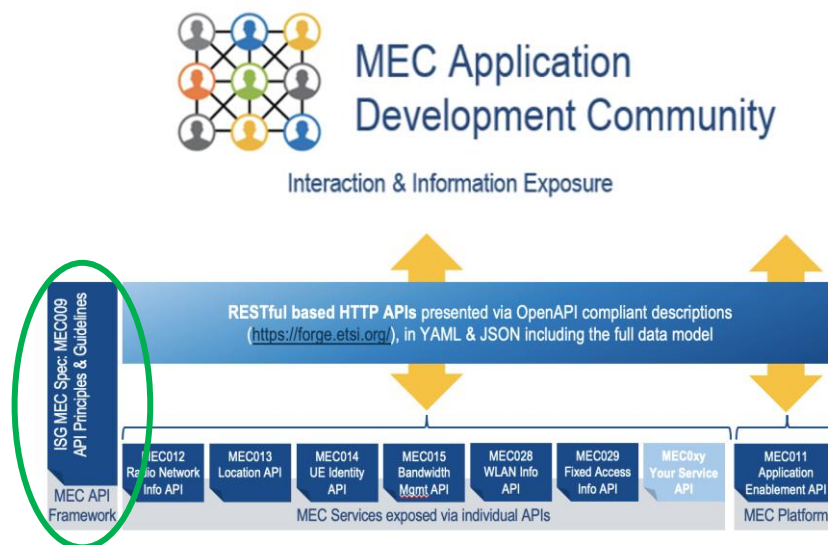 MEC Application
Development Community
Interaction & Information Exposure
ISG MEC Spec: MEC009
API Principles & Guidelines
RESTful based HTTP APIs presented via OpenAPI compliant descriptions
(https://forge.etsi.org/), in YAML & JSON including the full data model
MEC012
Radio Network
Info API
MEC013
Location API
MEC014
UE Identity
API
MEC015
Bandwidth
Mgmt API
MEC028
WLAN Info
API
MEC029
Fixed Access
Info API
MEC0xy
Your Service
API
MEC011
Application
Enablement API
MEC API
Framework
MEC Services exposed via individual APIs
MEC Platform